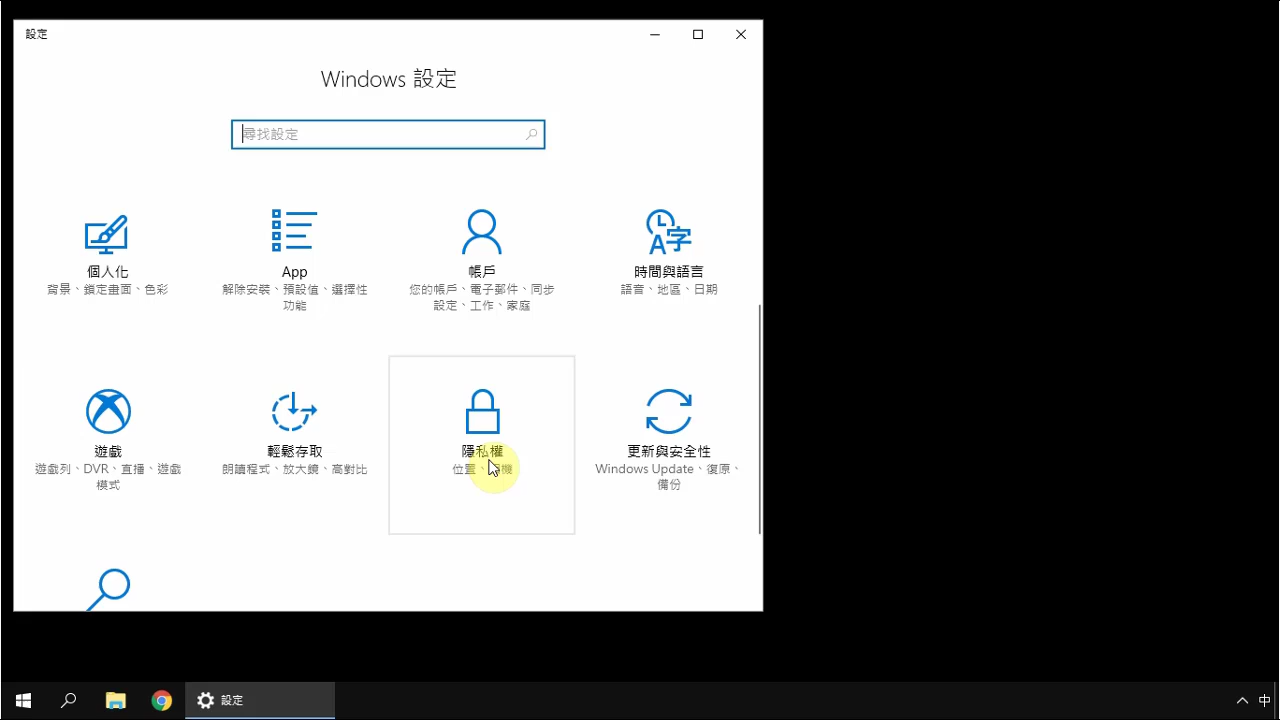 設定
Windows 設定
尋找設定
個人化
背景、鎖定畫面、色彩
App
解除安裝、預設值、選擇性
功能
帳戶
您的帳戶、電子郵件、同步
設定、工作、家庭
時間與語言
語音、地區、日期
遊戲
遊戲列、DVR、直播、遊戲
模式
輕鬆存取
朗讀程式、放大鏡、高對比
隱私權
位置、相機
更新與安全性
Windows Update、復原、
備份
設定
中